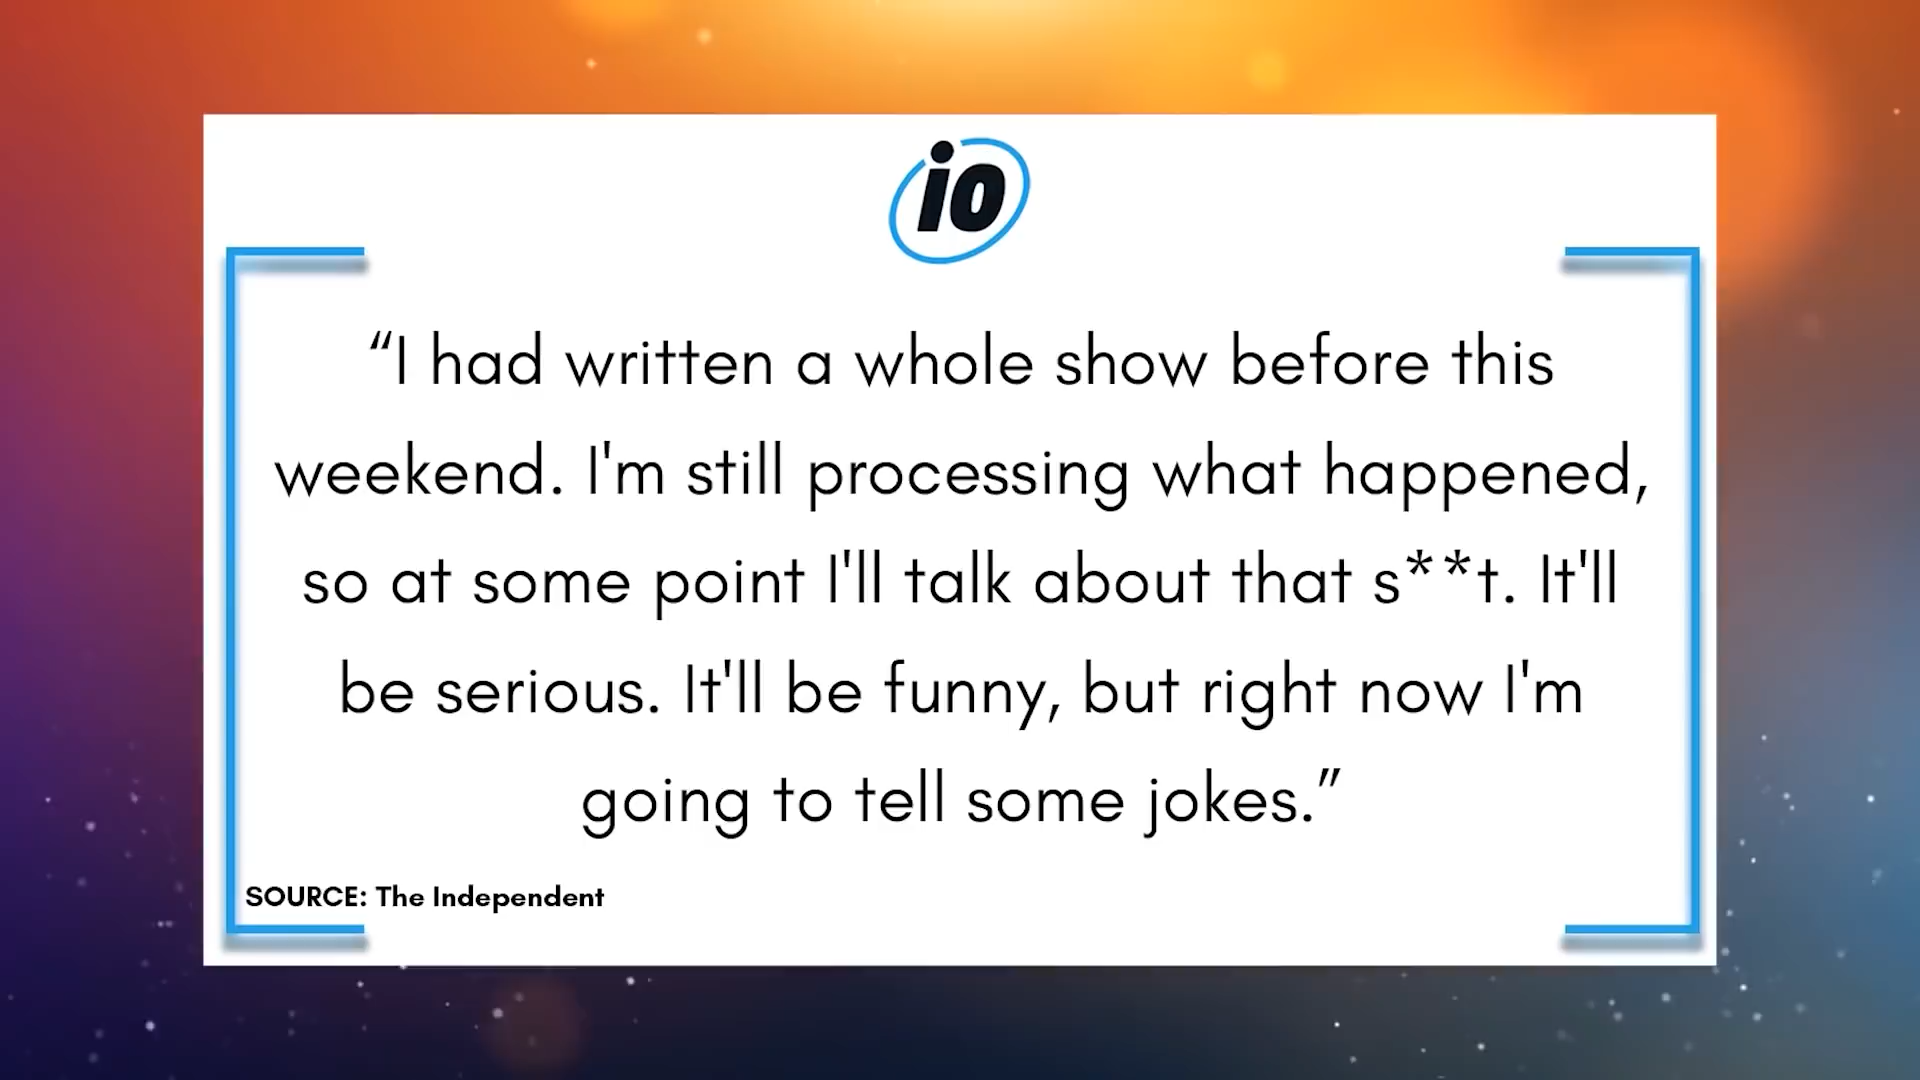 io
“I had written a whole show before this
weekend. I'm still processing what happened,
so at some point I'll talk about that s**t. It'll
be serious. It'll be funny, but right now I'm
going to tell some jokes.”
SOURCE: The Independent